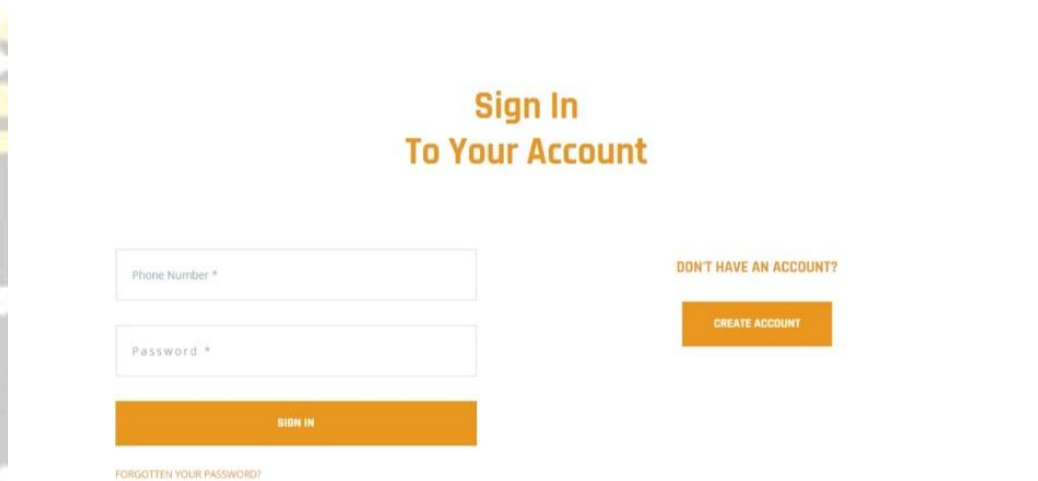 Sign In
To Your Account
Phone Number *
Password *
SIGN IN
FORGOTTEN YOUR PASSWORD?
DON'T HAVE AN ACCOUNT?
CREATE ACCOUNT